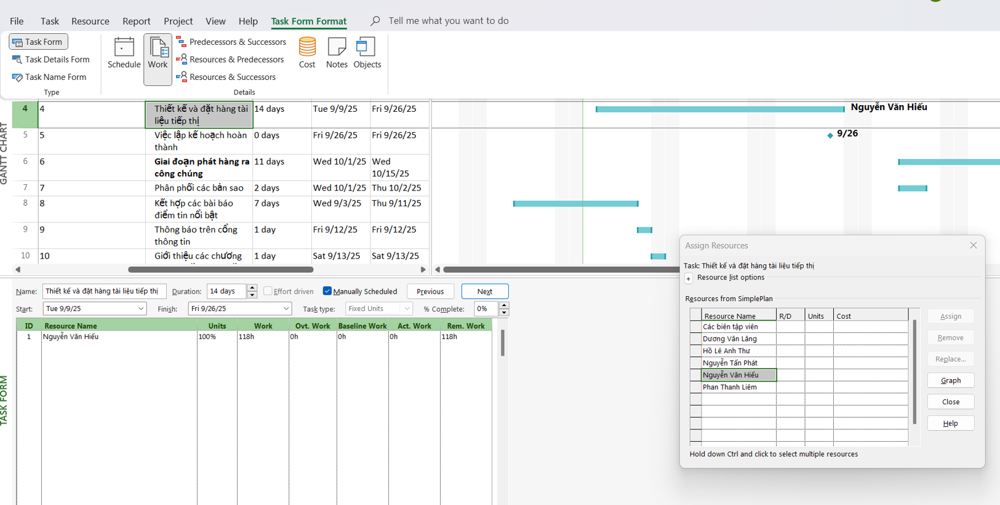 File Task Resource Report Project View Help Task Form Format Tell me what you want to do
Task Form
Task Details Form
Task Name Form
Type
Schedule
Work
Predecessors & Successors
Resources & Predecessors
Resources & Successors
Cost
Notes
Objects
Details
GANTT CHART
4 4 Thiết kế và đặt hàng tài 14 days Tue 9/9/25 Fri 9/26/25
liệu tiếp thị
5 5 Việc lập kế hoạch hoàn 0 days Fri 9/26/25 Fri 9/26/25
thành
6 6 Giai đoạn phát hàng ra 11 days Wed 10/1/25 Wed
công chúng 10/15/25
7 7 Phân phối các bản sao 2 days Wed 10/1/25 Thu 10/2/25
8 8 Kết hợp các bài báo 7 days Wed 9/3/25 Thu 9/11/25
điểm tin nổi bật
9 9 Thông báo trên cổng 1 day Fri 9/12/25 Fri 9/12/25
thông tin
10 10 Giới thiệu các chương 1 day Sat 9/13/25 Sat 9/13/25
Nguyễn Văn Hiếu
9/26
TASK FORM
Name: Thiết kế và đặt hàng tài liệu tiếp thị Duration: 14 days Effort driven Manually Scheduled Previous Next
Start: Tue 9/9/25 Finish: Fri 9/26/25 Task type: Fixed Units % Complete: 0%
ID Resource Name Units Work Ovt. Work Baseline Work Act. Work Rem. Work
1 Nguyễn Văn Hiếu 100% 118h 0h 0h 0h 118h
Assign Resources
Task: Thiết kế và đặt hàng tài liệu tiếp thị
+ Resource list options
Resources from SimplePlan
Resource Name R/D Units Cost
Các biên tập viên
Dương Văn Lăng
Hồ Lê Anh Thư
Nguyễn Tấn Phát
Nguyễn Văn Hiếu
Phan Thanh Liêm
Assign
Remove
Replace...
Graph
Close
Help
Hold down Ctrl and click to select multiple resources